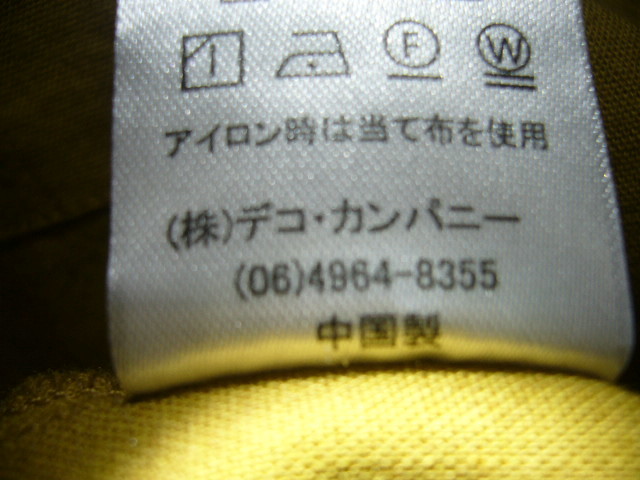 F W
アイロン時は当て布を使用
(株)デコ・カンパニー
(06)4964-8355
中国製